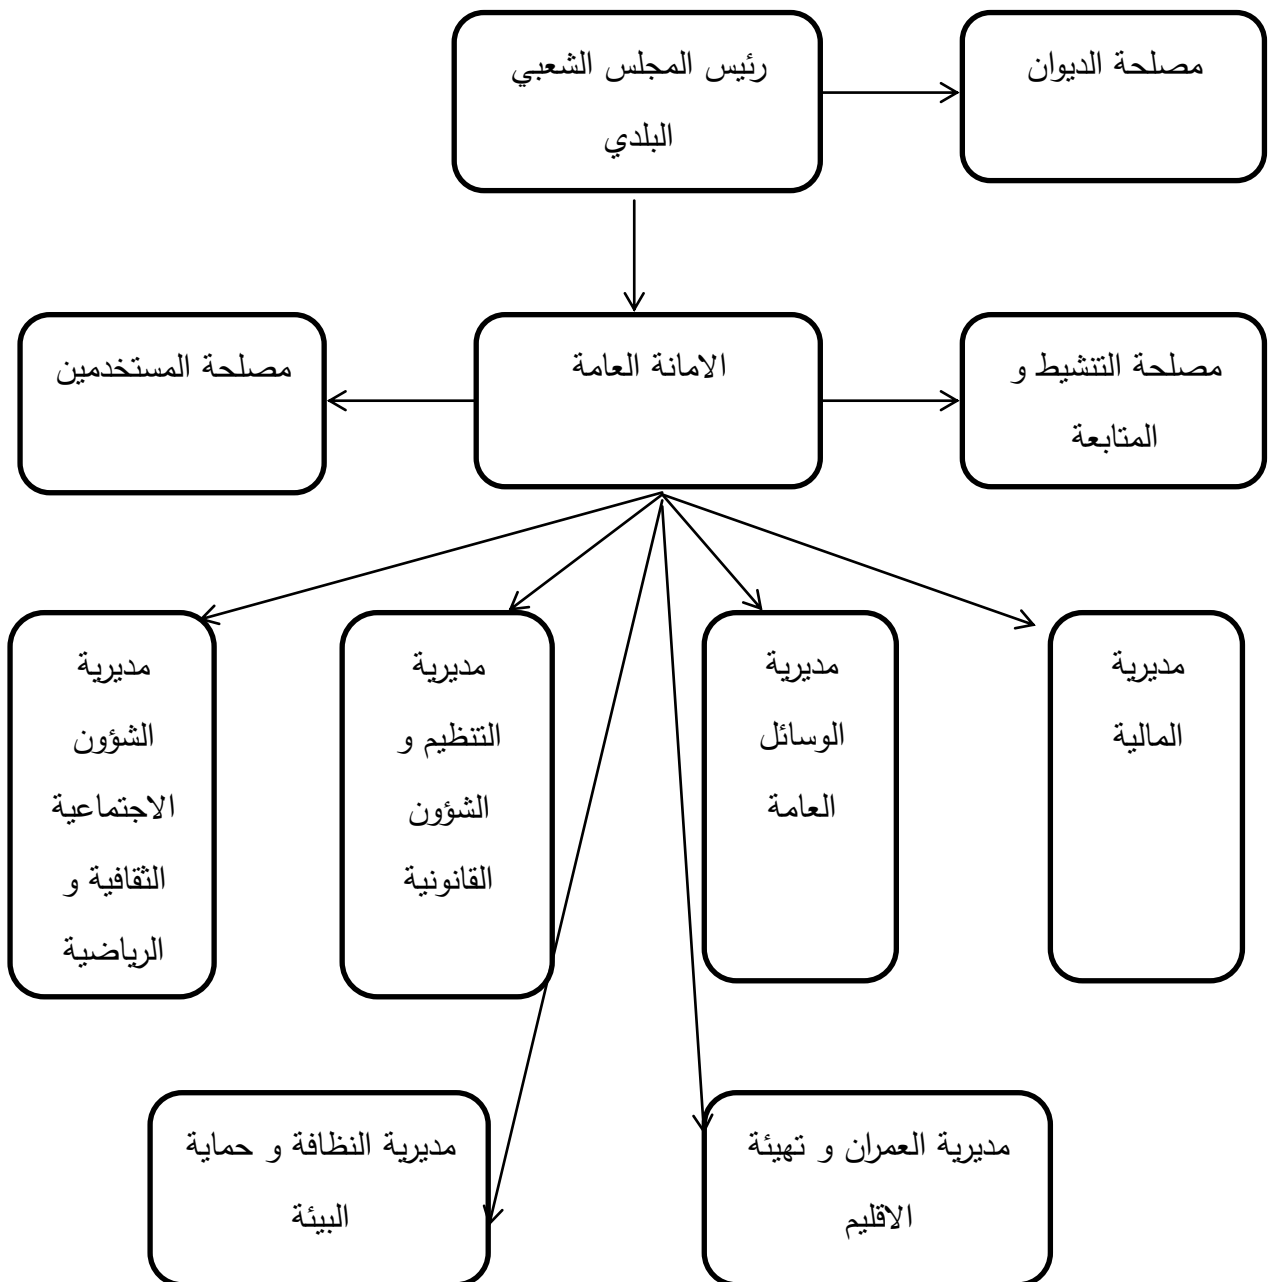 مصلحة الديوان
رئيس المجلس الشعبي
البلدي
مصلحة التنشيط و
المتابعة
الامانة العامة
مصلحة المستخدمين
مديرية
المالية
مديرية
الوسائل
العامة
مديرية
التنظيم و
الشؤون
القانونية
مديرية
الشؤون
الاجتماعية
الثقافية و
الرياضية
مديرية العمران و تهيئة
الاقليم
مديرية النظافة و حماية
البيئة